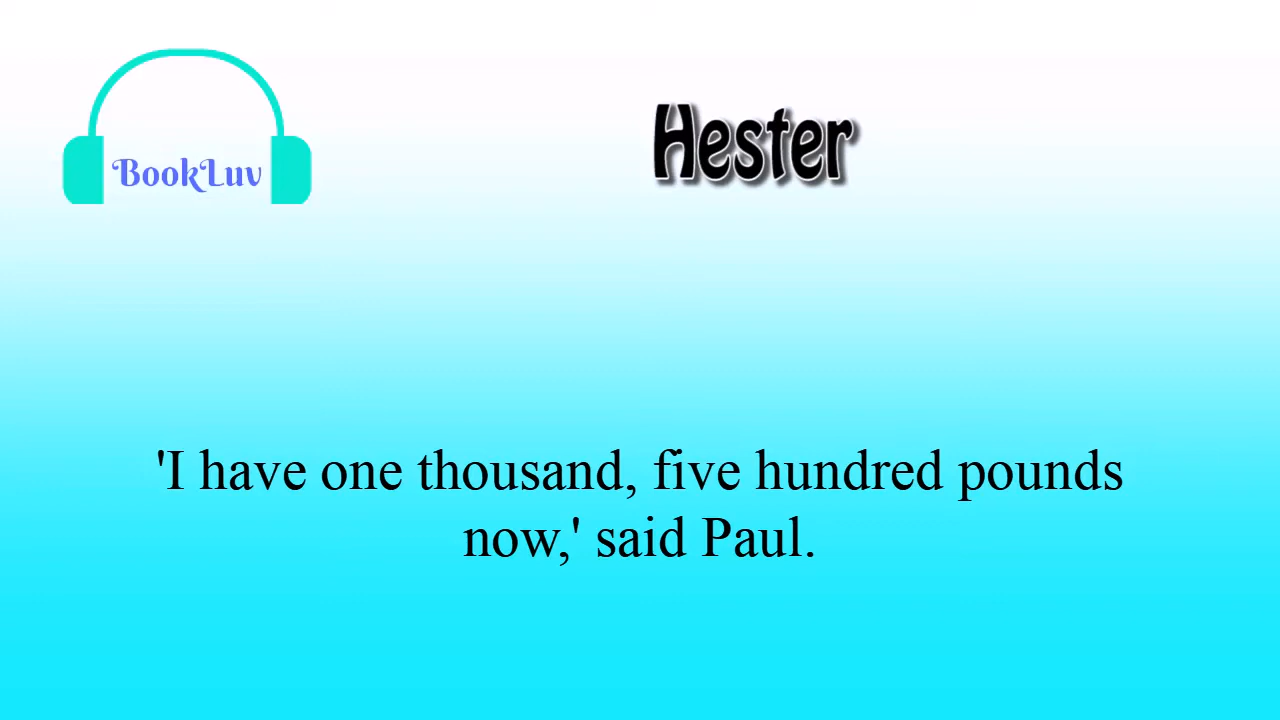 BookLuv
Hester
'I have one thousand, five hundred pounds
now,' said Paul.